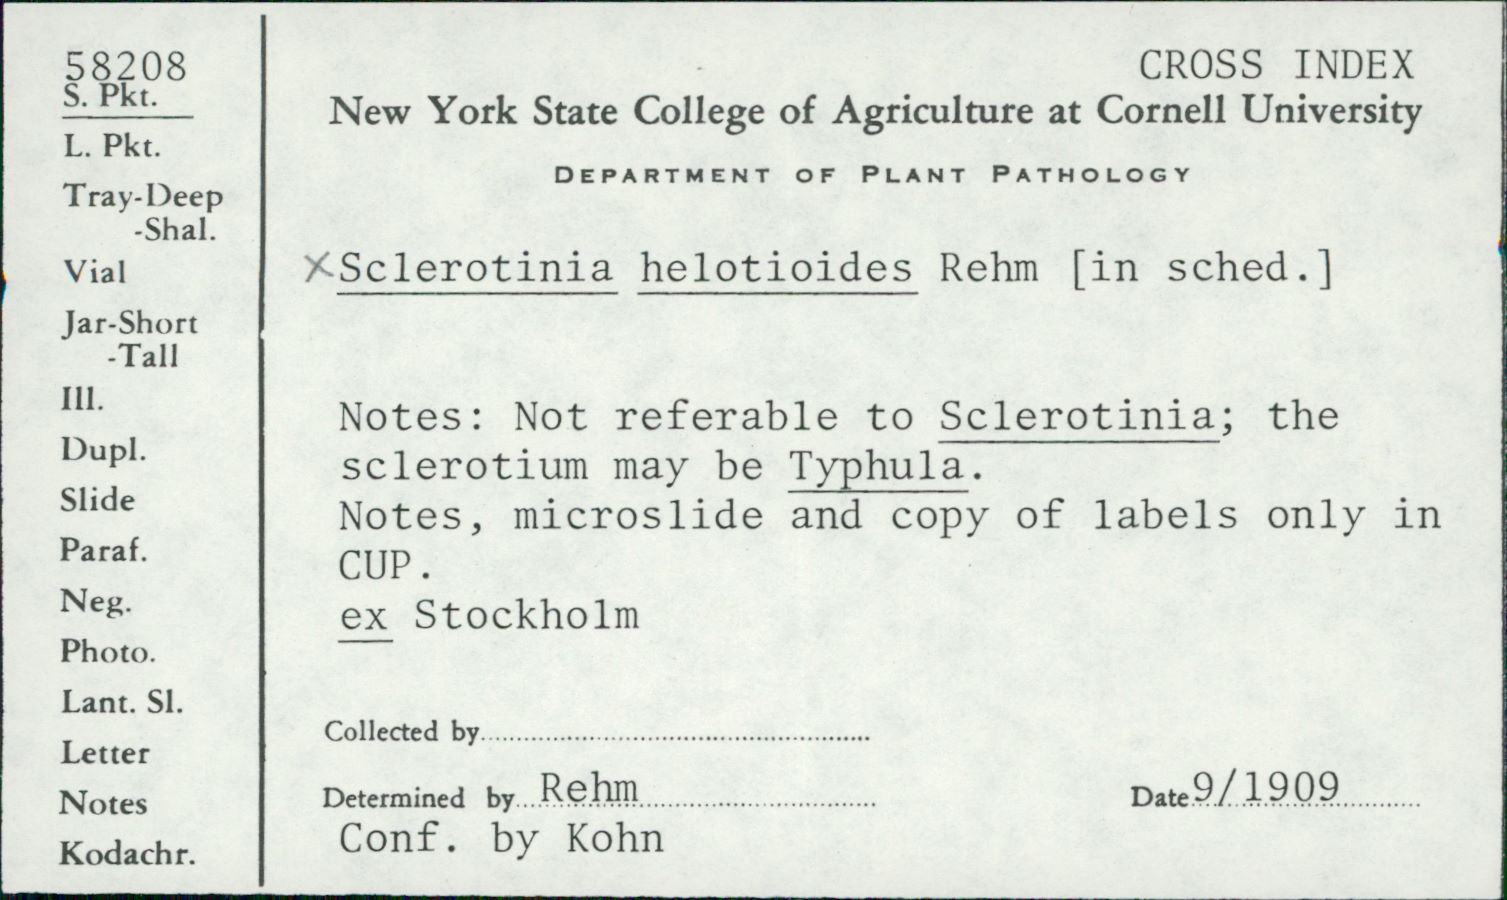 58208
S. Pkt.
L. Pkt.
Tray-Deep
-Shal.
Vial
Jar-Short
-Tall
Ill.
Dupl.
Slide
Paraf.
Neg.
Photo.
Lant. Sl.
Letter
Notes
Kodachr.
CROSS INDEX
New York State College of Agriculture at Cornell University
DEPARTMENT OF PLANT PATHOLOGY
×Sclerotinia helotioides Rehm [in sched.]
Notes: Not referable to Sclerotinia; the
sclerotium may be Typhula.
Notes, microslide and copy of labels only in
CUP.
ex Stockholm
Collected by
Determined by Rehm Date 9/1909
Conf. by Kohn